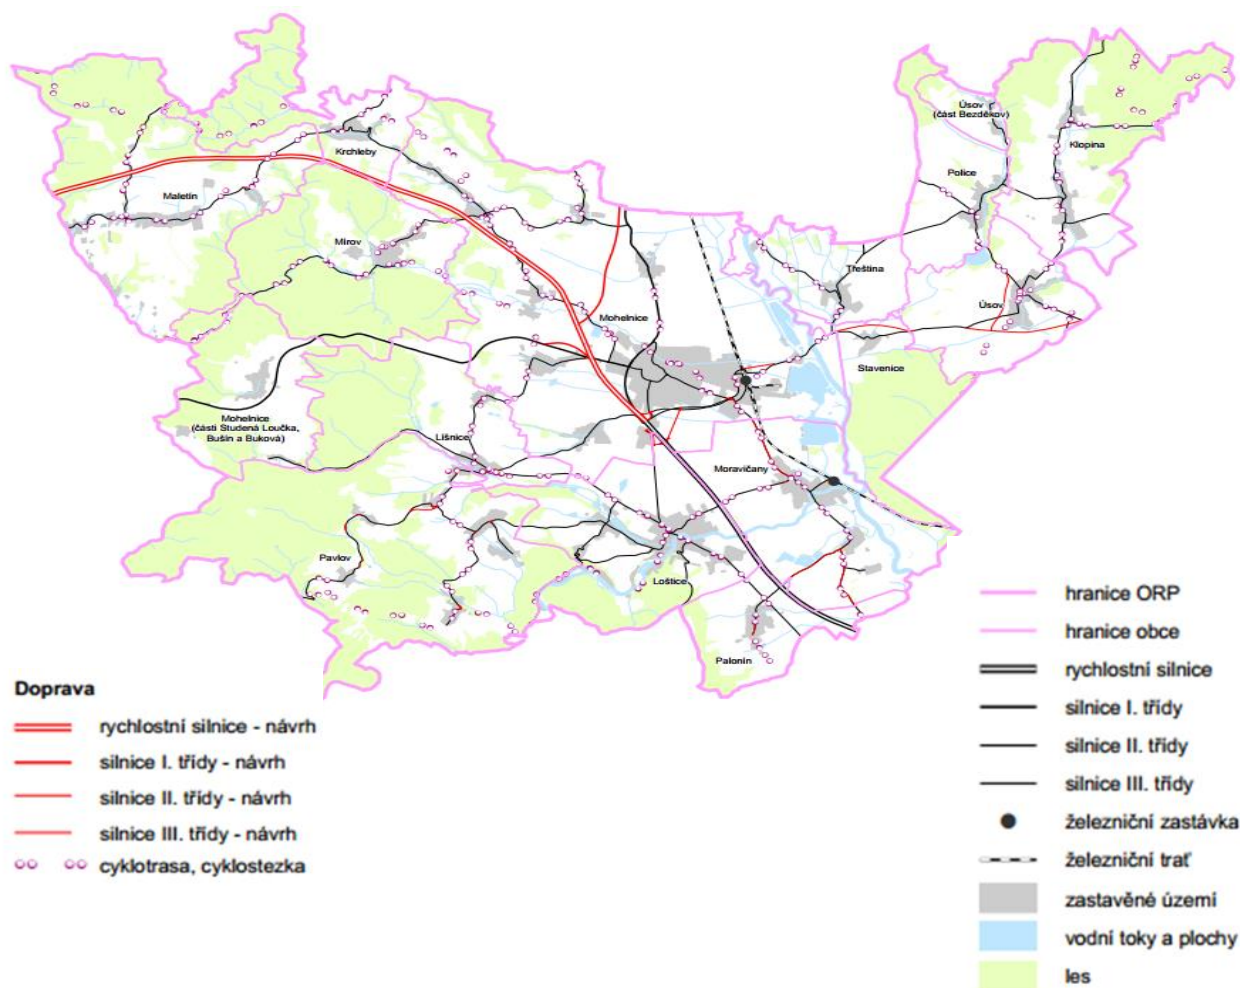 Úsov
(část Bezděkov)
Klopina
Krchleby
Police
Maletín
Mírov
Třeština
Úsov
Mohelnice
Stavenice
Mohelnice
(části Studená Loučka,
Bušín a Buková)
Líšnice
Moravičany
Pavlov
Loštice
Palonín
Doprava
rychlostní silnice - návrh
silnice I. třídy - návrh
silnice II. třídy - návrh
silnice III. třídy - návrh
cyklotrasa, cyklostezka
hranice ORP
hranice obce
rychlostní silnice
silnice I. třídy
silnice II. třídy
silnice III. třídy
železniční zastávka
železniční trať
zastavěné území
vodní toky a plochy
les